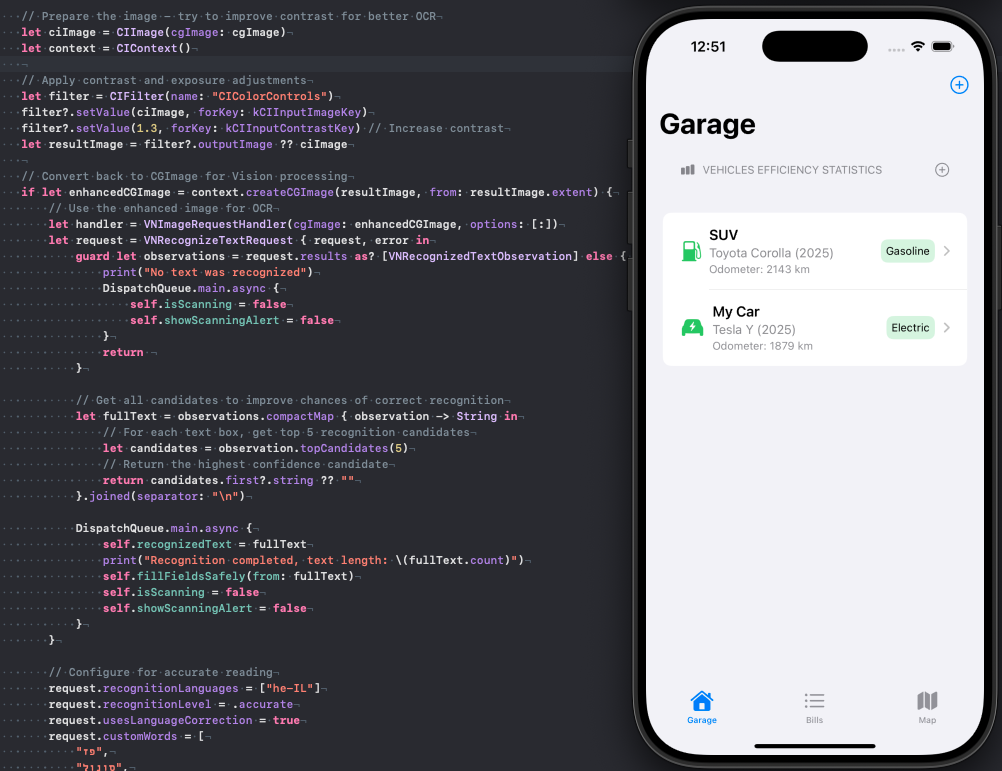 // Prepare the image – try to improve contrast for better OCR
let ciImage = CIImage(cgImage: cgImage)
let context = CIContext()
// Apply contrast and exposure adjustments
let filter = CIFilter(name: "CIColorControls")
filter?.setValue(ciImage, forKey: kCIInputImageKey)
filter?.setValue(1.3, forKey: kCIInputContrastKey) // Increase contrast
let resultImage = filter?.outputImage ?? ciImage
// Convert back to CGImage for Vision processing
if let enhancedCGImage = context.createCGImage(resultImage, from: resultImage.extent) {
// Use the enhanced image for OCR
let handler = VNImageRequestHandler(cgImage: enhancedCGImage, options: [:])
let request = VNRecognizeTextRequest { request, error in
guard let observations = request.results as? [VNRecognizedTextObservation] else {
print("No text was recognized")
DispatchQueue.main.async {
self.isScanning = false
self.showScanningAlert = false
}
return
}
// Get all candidates to improve chances of correct recognition
let fullText = observations.compactMap { observation -> String in
// For each text box, get top 5 recognition candidates
let candidates = observation.topCandidates(5)
// Return the highest confidence candidate
return candidates.first?.string ?? ""
}.joined(separator: "\n")
DispatchQueue.main.async {
self.recognizedText = fullText
print("Recognition completed, text length: \(fullText.count)")
self.fillFieldsSafely(from: fullText)
self.isScanning = false
self.showScanningAlert = false
}
}
// Configure for accurate reading
request.recognitionLanguages = ["he-IL"]
request.recognitionLevel = .accurate
request.usesLanguageCorrection = true
request.customWords = [
"פז",
12:51
Garage
VEHICLES EFFICIENCY STATISTICS
SUV
Toyota Corolla (2025)
Odometer: 2143 km
Gasoline
My Car
Tesla Y (2025)
Odometer: 1879 km
Electric
Garage
Bills
Map